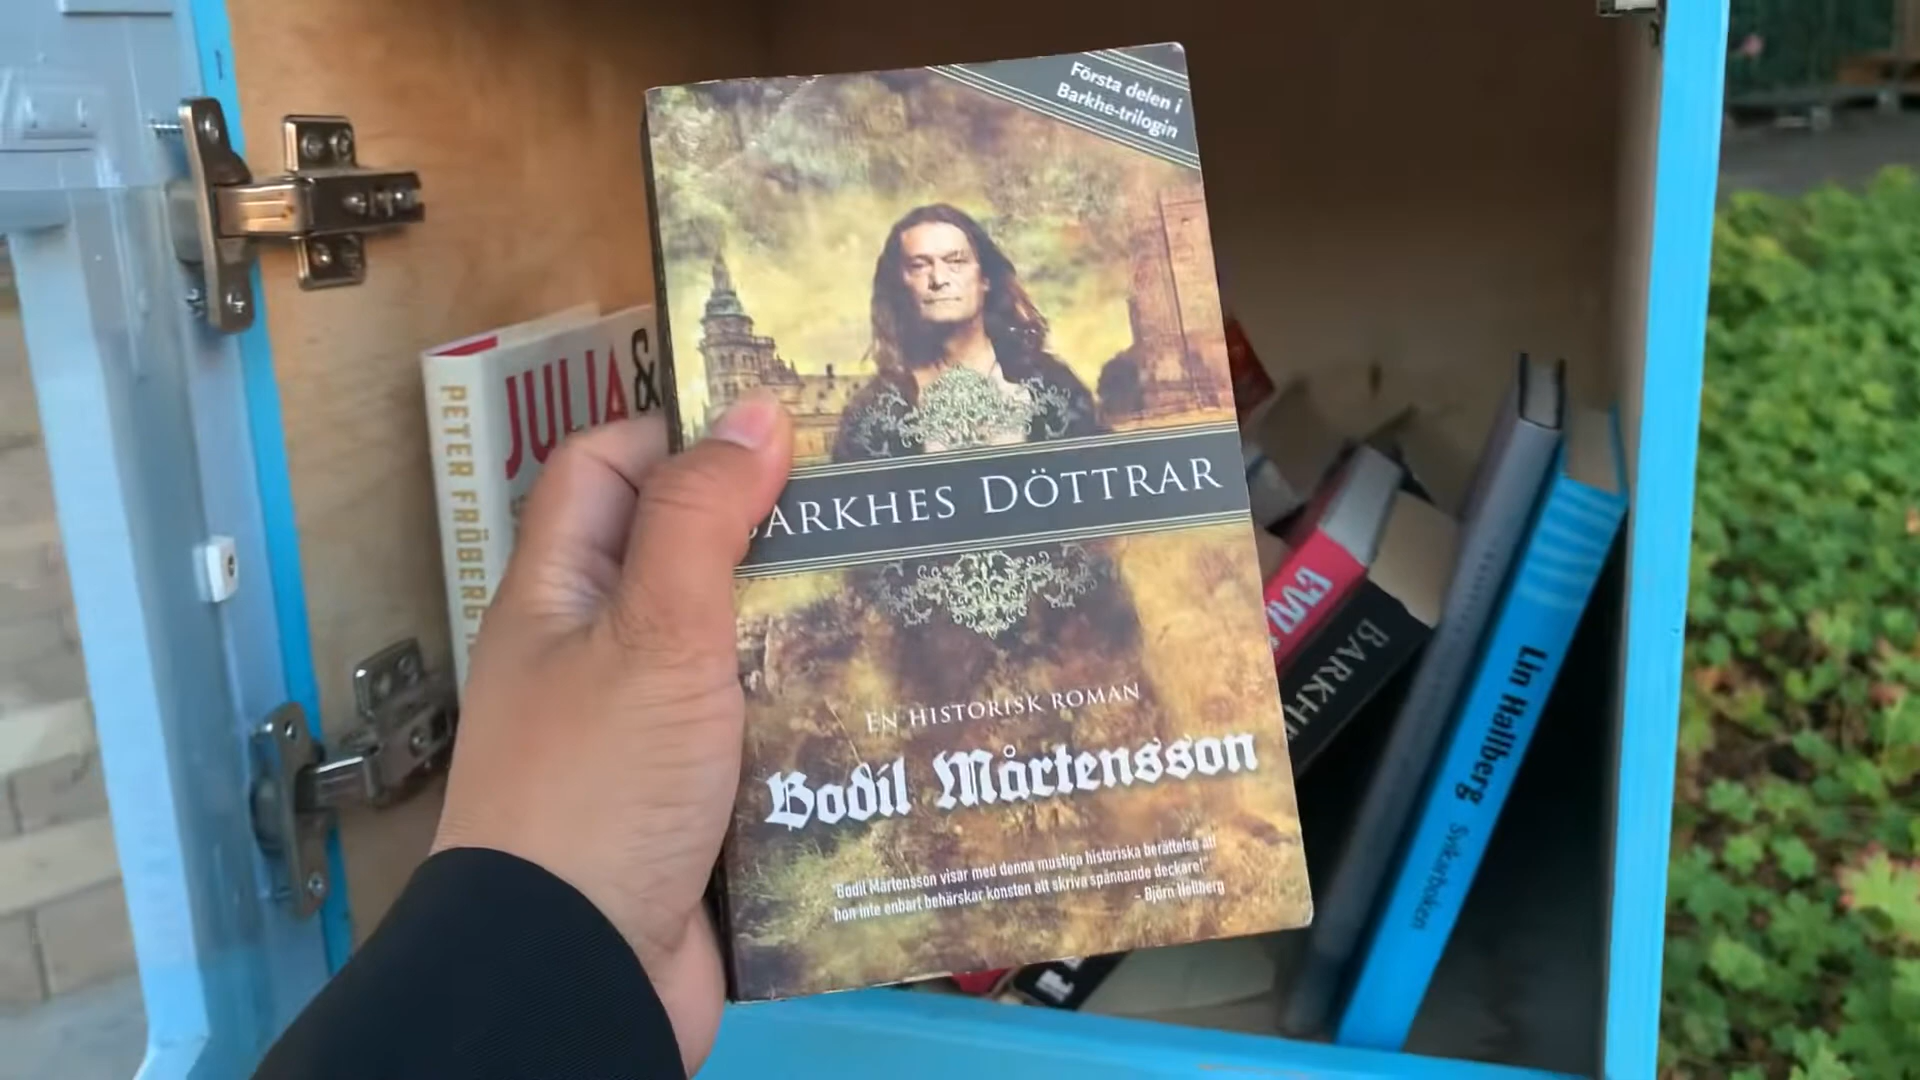 Första delen i
Barkhe-trilogin
JULIA &
PETER FRÖBERG
BARKHES DÖTTRAR
EN HISTORISK ROMAN
Bodil Mårtensson
"Bodil Mårtensson visar med denna mustiga historiska berättelse att
hon inte enbart behärskar konsten att skriva spännande deckare!"
– Björn Hellberg
BARKHE
Lin Hallberg
Svikarboken